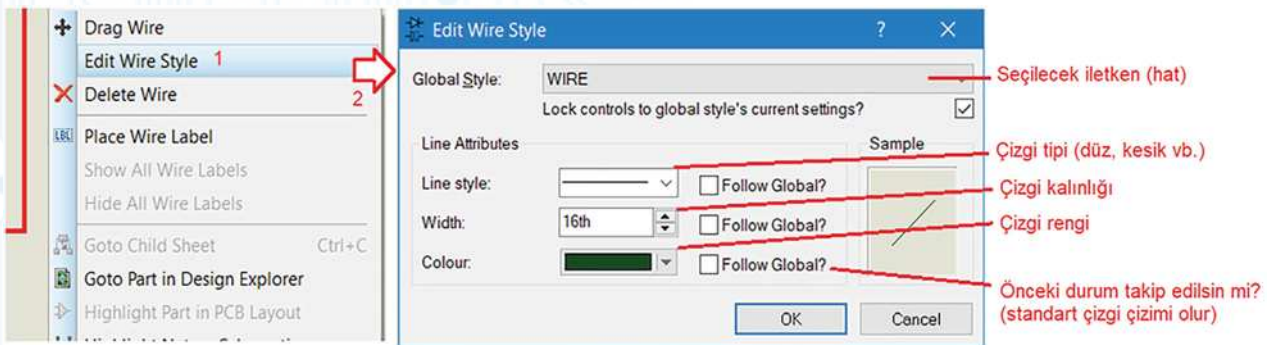 Drag Wire
Edit Wire Style 1
Delete Wire
2
Place Wire Label
Show All Wire Labels
Hide All Wire Labels
Goto Child Sheet Ctrl+C
Goto Part in Design Explorer
Highlight Part in PCB Layout
Edit Wire Style ? X
Global Style: WIRE
Lock controls to global style's current settings?
Line Attributes
Sample
Line style: Follow Global?
Width: 16th Follow Global?
Colour: Follow Global?
OK Cancel
Seçilecek iletken (hat)
Çizgi tipi (düz, kesik vb.)
Çizgi kalınlığı
Çizgi rengi
Önceki durum takip edilsin mi?
(standart çizgi çizimi olur)